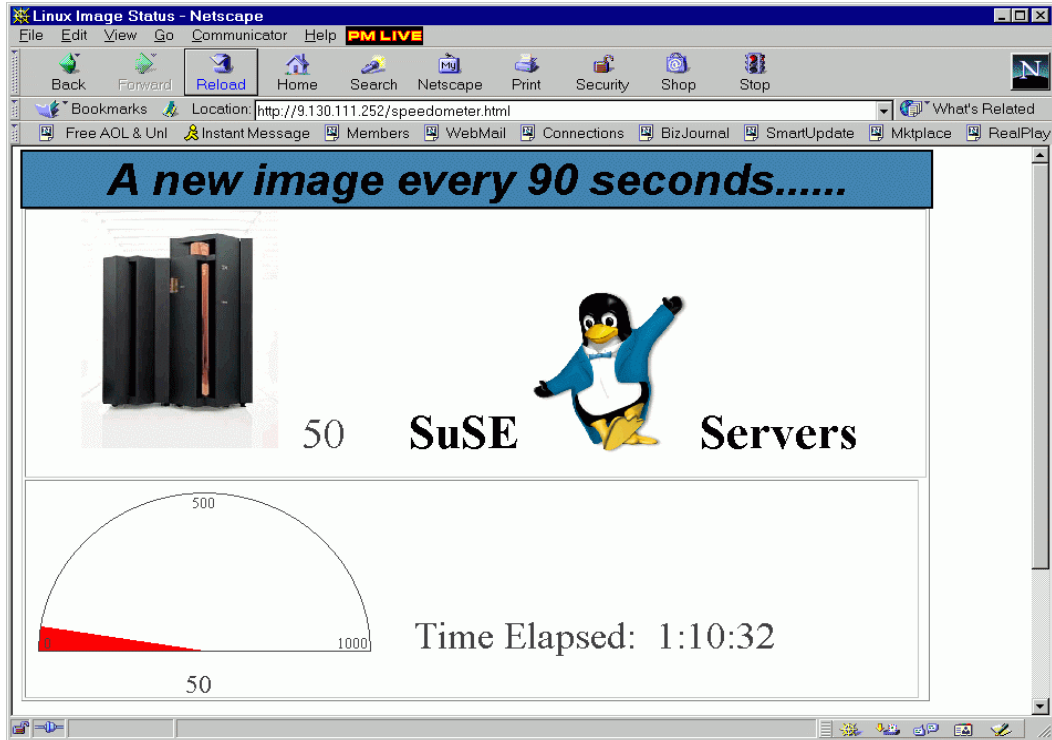 Linux Image Status - Netscape
File Edit View Go Communicator Help PM LIVE
Back Forward Reload Home Search Netscape Print Security Shop Stop
My
N
Bookmarks Location: http://9.130.111.252/speedometer.html What's Related
Free AOL & Unl Instant Message Members WebMail Connections BizJournal SmartUpdate Mktplace RealPlay
A new image every 90 seconds......
50 SuSE Servers
500
0 1000
Time Elapsed: 1:10:32
50